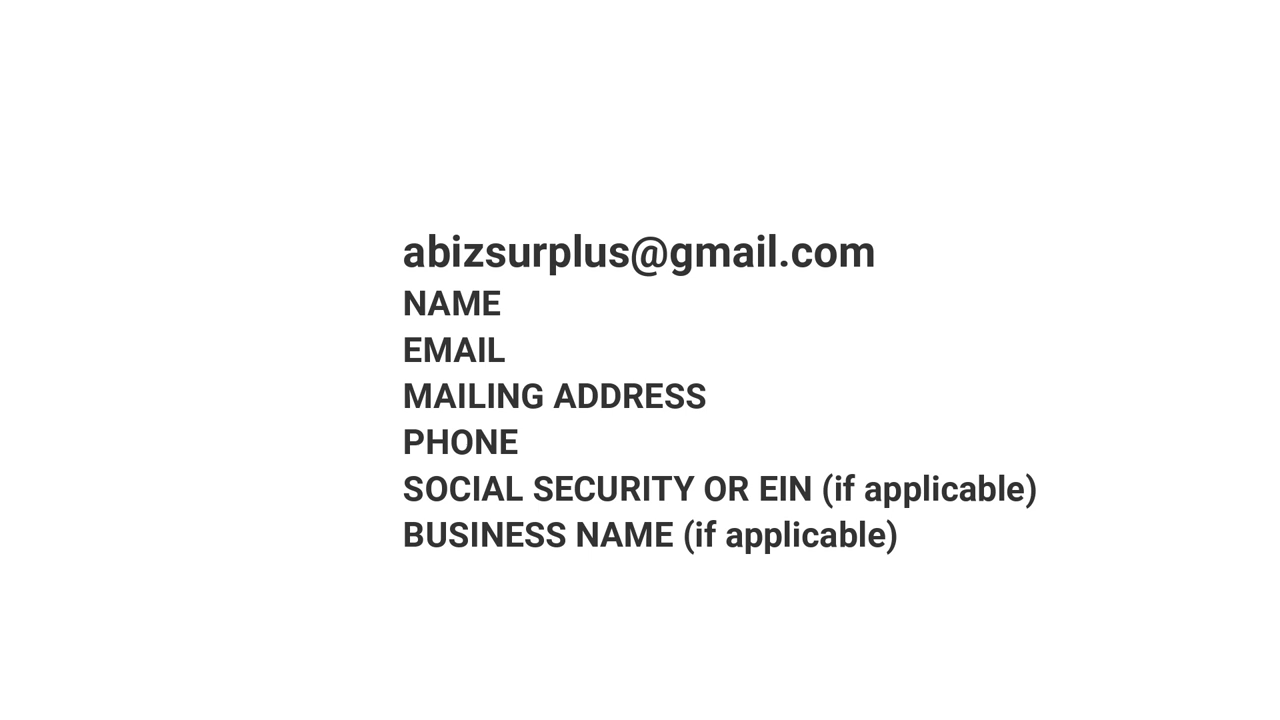 abizsurplus@gmail.com
NAME
EMAIL
MAILING ADDRESS
PHONE
SOCIAL SECURITY OR EIN (if applicable)
BUSINESS NAME (if applicable)